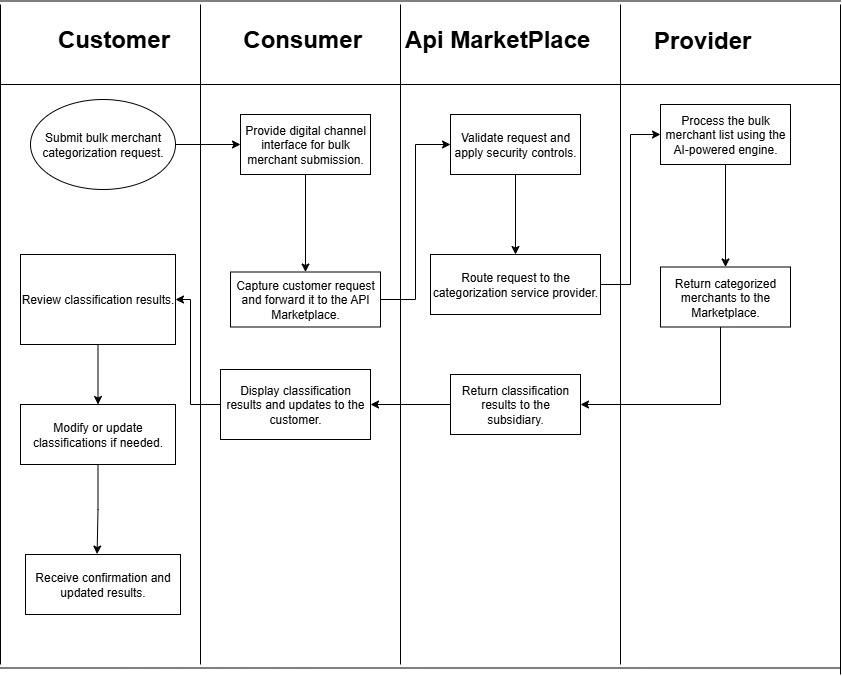 Customer
Consumer
Api MarketPlace
Provider
Submit bulk merchant
categorization request.
Provide digital channel
interface for bulk
merchant submission.
Validate request and
apply security controls.
Process the bulk
merchant list using the
AI-powered engine.
Review classification results.
Capture customer request
and forward it to the API
Marketplace.
Route request to the
categorization service provider.
Return categorized
merchants to the
Marketplace.
Display classification
results and updates to the
customer.
Return classification
results to the
subsidiary.
Modify or update
classifications if needed.
Receive confirmation and
updated results.